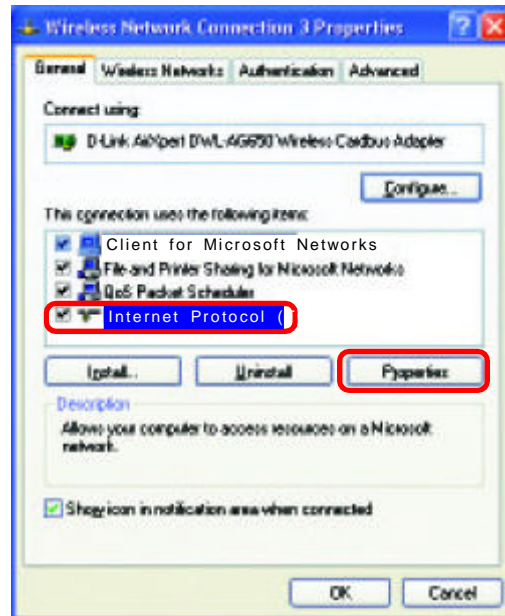 Wireless Network Connection 3 Properties
General Wireless Networks Authentication Advanced
Connect using:
D-Link AirXpert DWL-AG650 Wireless Cardbus Adapter
Configure...
This connection uses the following items:
Client for Microsoft Networks
File and Printer Sharing for Microsoft Networks
QoS Packet Scheduler
Internet Protocol (
Install... Uninstall Properties
Description
Allows your computer to access resources on a Microsoft
network.
Show icon in notification area when connected
OK Cancel